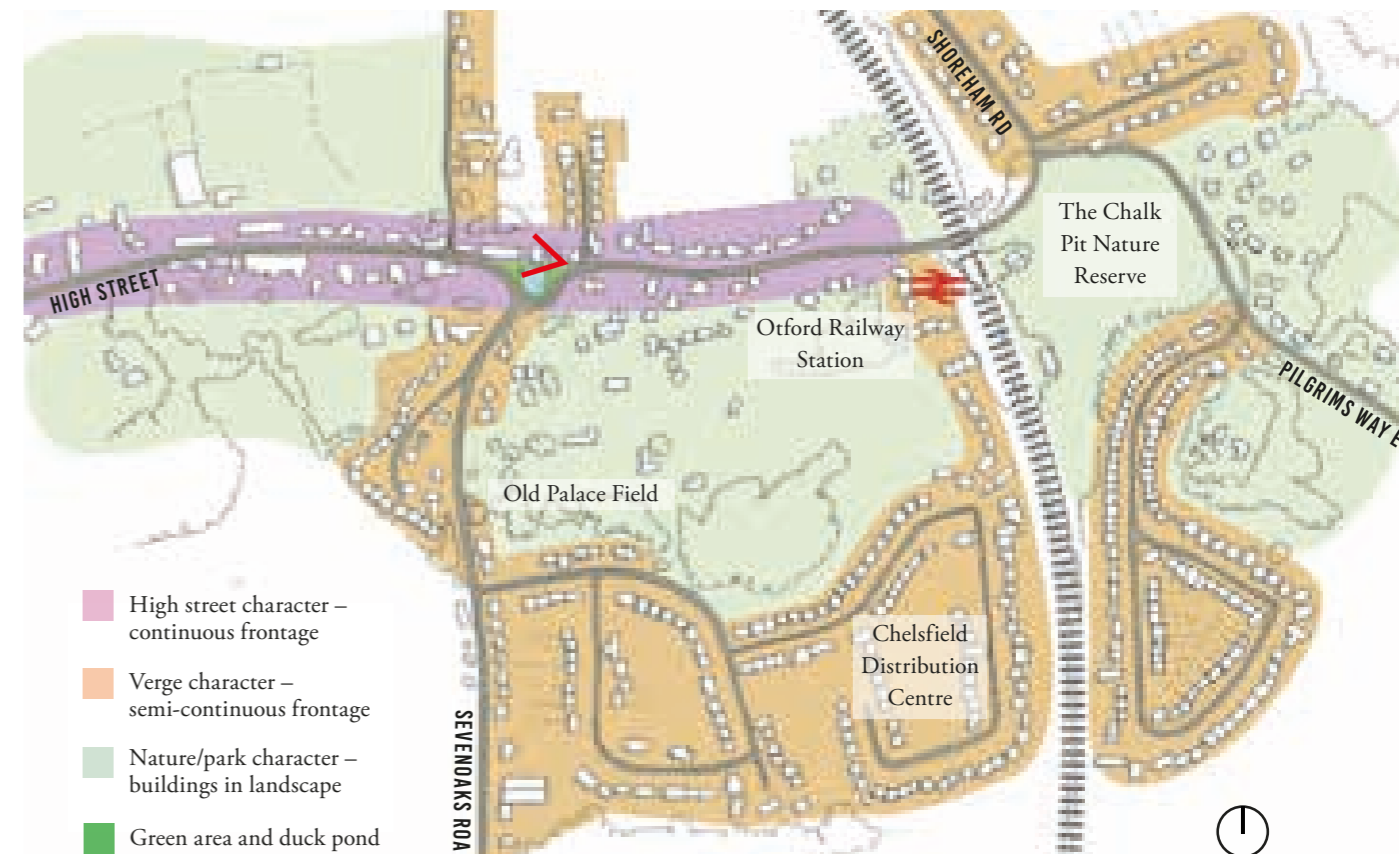 SHOREHAM RD
The Chalk
Pit Nature
Reserve
HIGH STREET
Otford Railway
Station
PILGRIMS WAY E
Old Palace Field
High street character –
continuous frontage
Verge character –
semi-continuous frontage
Nature/park character –
buildings in landscape
Green area and duck pond
Chelsfield
Distribution
Centre
SEVENOAKS ROA